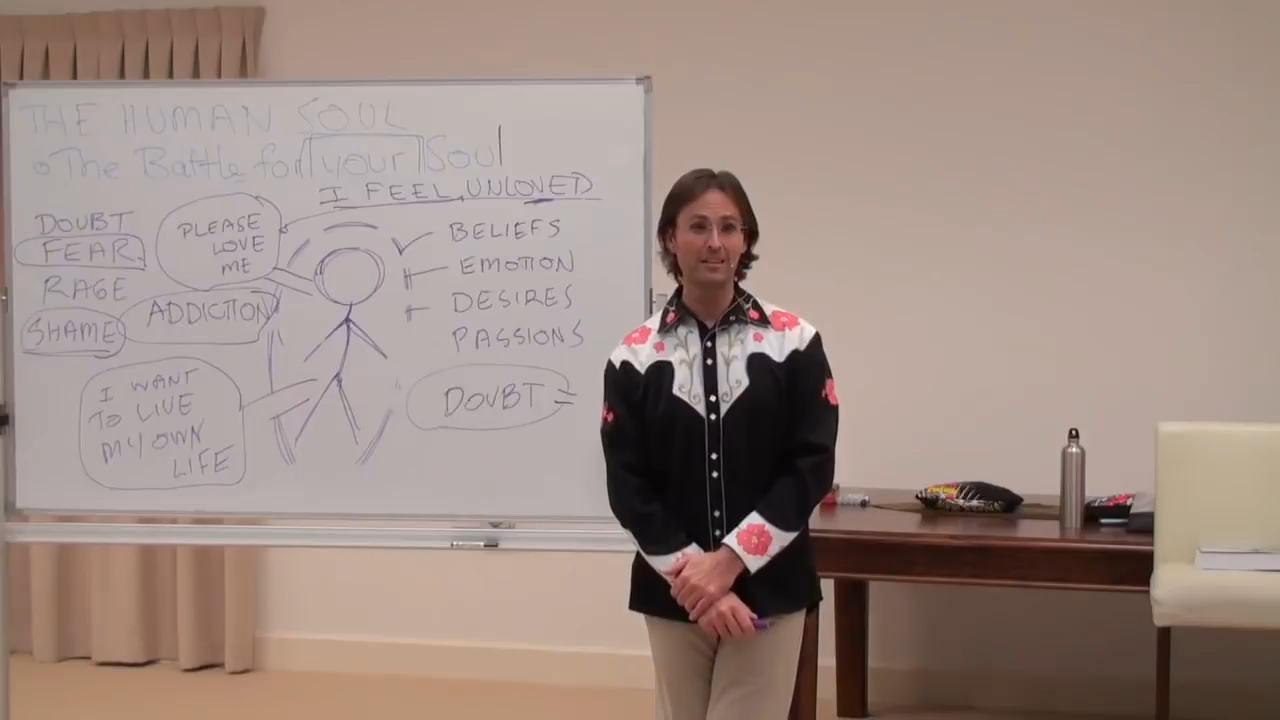 THE HUMAN SOUL
The Battle for your Soul
I FEEL UNLOVED
DOUBT
FEAR
RAGE
SHAME
PLEASE
LOVE
ME
ADDICTION
I WANT
TO LIVE
MY OWN
LIFE
BELIEFS
EMOTION
DESIRES
PASSIONS
DOUBT =